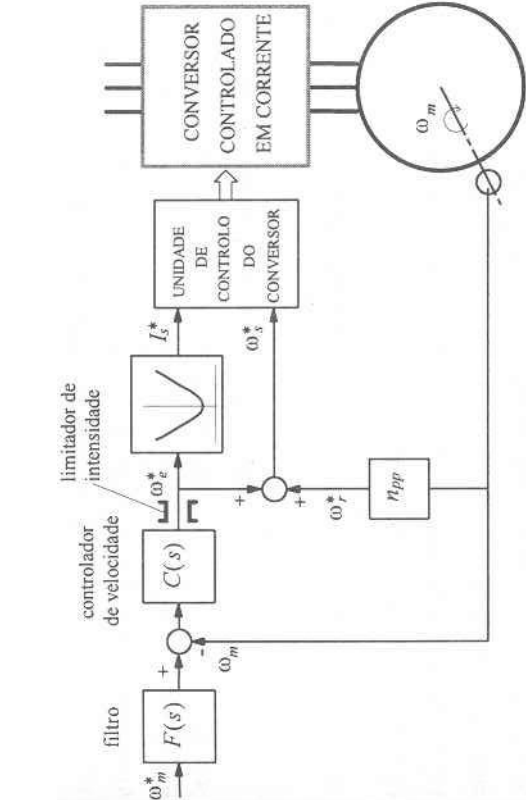 filtro
controlador
de velocidade
limitador de
intensidade
ω*m
F(s)
+
-
ωm
C(s)
ω*e
I*s
+
+
ω*r
npp
ω*s
UNIDADE
DE
CONTROLO
DO
CONVERSOR
CONVERSOR
CONTROLADO
EM CORRENTE
ωm